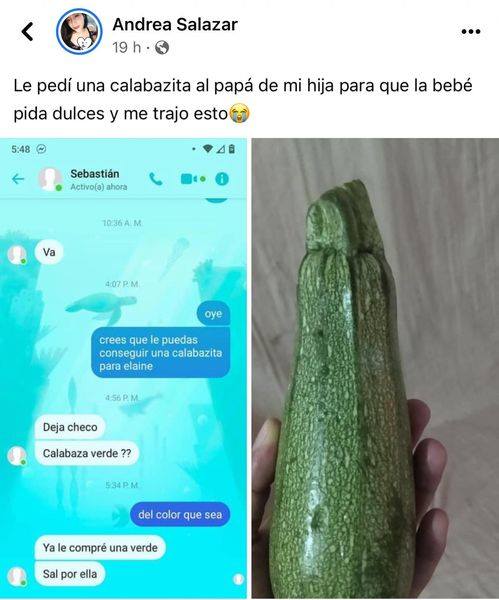 Andrea Salazar
19 h ·
Le pedí una calabazita al papá de mi hija para que la bebé
pida dulces y me trajo esto😭
5:48
Sebastián
Activo(a) ahora
10:36 A. M.
Va
4:07 P. M.
oye
crees que le puedas
conseguir una calabazita
para elaine
4:56 P. M.
Deja checo
Calabaza verde ??
5:34 P. M.
del color que sea
Ya le compré una verde
Sal por ella